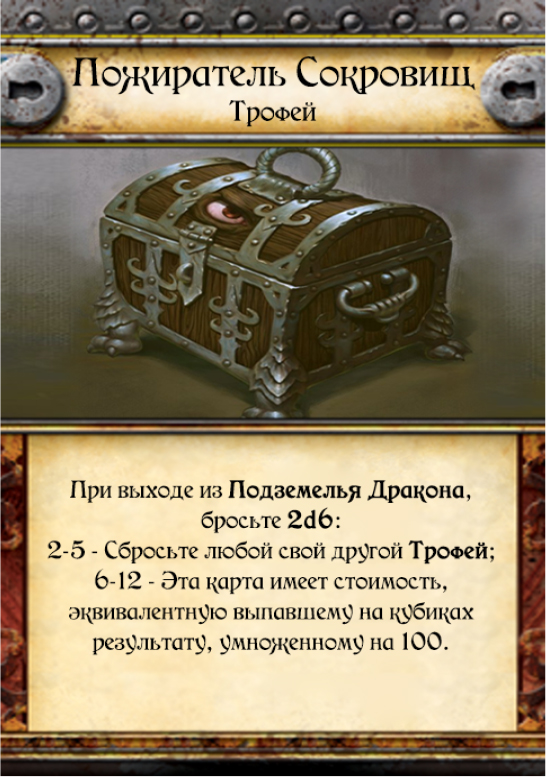 Пожиратель Сокровищ
Трофей
При выходе из Подземелья Дракона,
бросьте 2d6:
2-5 - Сбросьте любой свой другой Трофей;
6-12 - Эта карта имеет стоимость,
эквивалентную выпавшему на кубиках
результату, умноженному на 100.